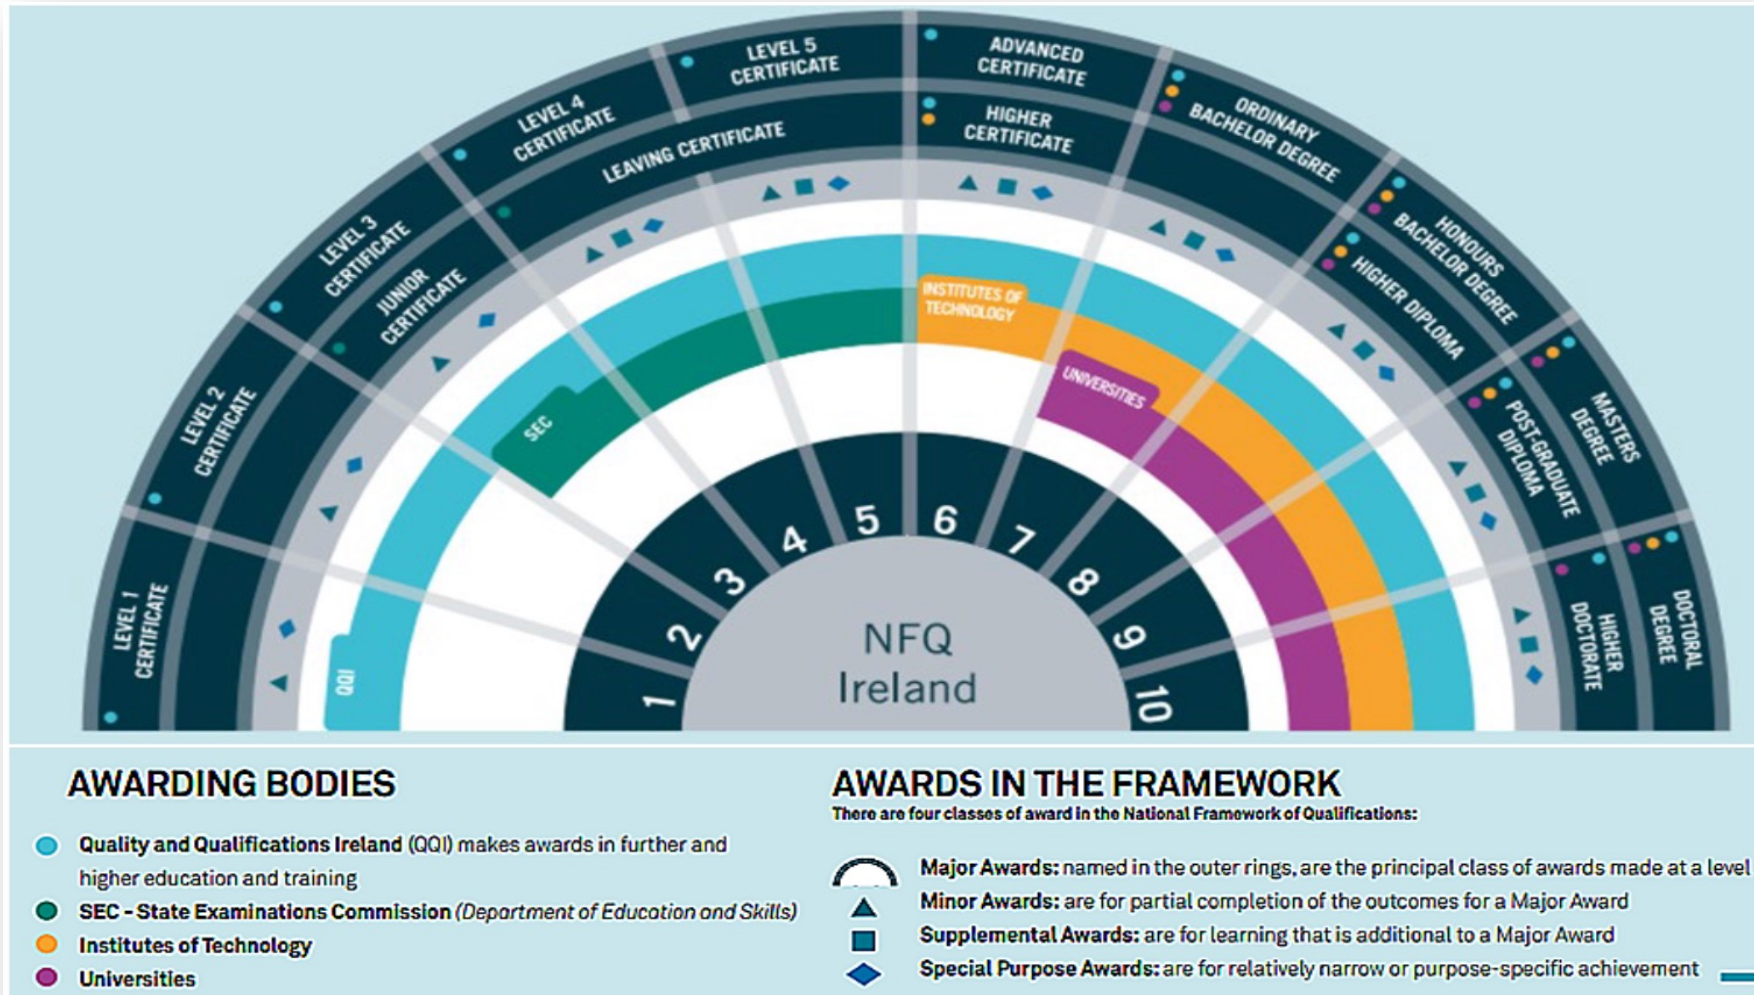 LEVEL 1
CERTIFICATE
LEVEL 2
CERTIFICATE
LEVEL 3
CERTIFICATE
JUNIOR
CERTIFICATE
LEVEL 4
CERTIFICATE
LEVEL 5
CERTIFICATE
LEAVING CERTIFICATE
ADVANCED
CERTIFICATE
HIGHER
CERTIFICATE
ORDINARY
BACHELOR DEGREE
HONOURS
BACHELOR DEGREE
HIGHER DIPLOMA
MASTERS
DEGREE
POST-GRADUATE
DIPLOMA
DOCTORAL
DEGREE
HIGHER
DOCTORATE
QQI
SEC
INSTITUTES OF
TECHNOLOGY
UNIVERSITIES
1
2
3
4
5
6
7
8
9
10
NFQ
Ireland
AWARDING BODIES
Quality and Qualifications Ireland (QQI) makes awards in further and
higher education and training
SEC - State Examinations Commission (Department of Education and Skills)
Institutes of Technology
Universities
AWARDS IN THE FRAMEWORK
There are four classes of award in the National Framework of Qualifications:
Major Awards: named in the outer rings, are the principal class of awards made at a level
Minor Awards: are for partial completion of the outcomes for a Major Award
Supplemental Awards: are for learning that is additional to a Major Award
Special Purpose Awards: are for relatively narrow or purpose-specific achievement